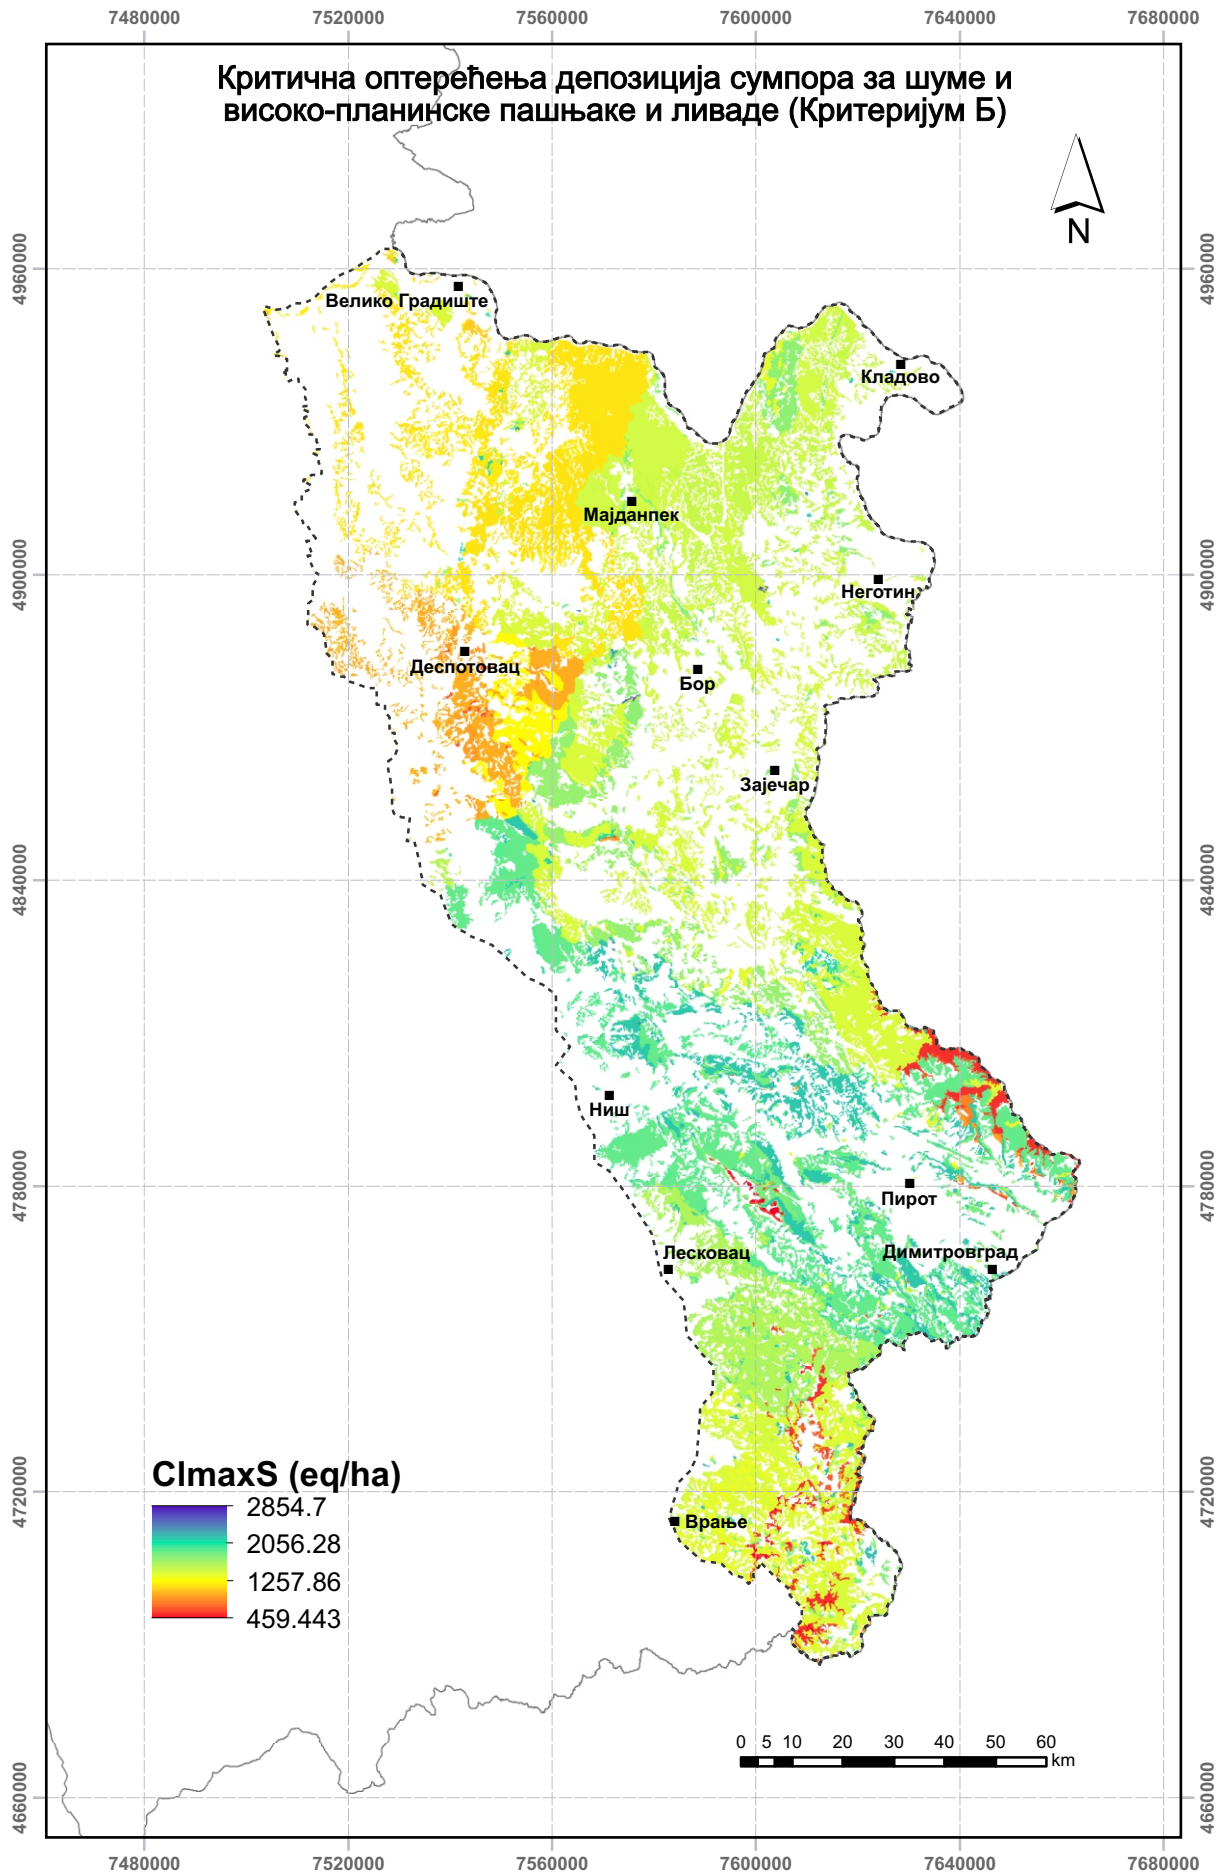 7480000 7520000 7560000 7600000 7640000 7680000
Критична оптерећења депозиција сумпора за шуме и
високо-планинске пашњаке и ливаде (Критеријум Б)
N
4960000 4960000
Велико Градиште
Кладово
Мајданпек
4900000 4900000
Неготин
Деспотовац
Бор
Зајечар
4840000 4840000
Ниш
4780000 4780000
Пирот
Лесковац
Димитровград
ClmaxS (eq/ha)
2854.7
2056.28
1257.86
459.443
4720000 4720000
Врање
0 5 10 20 30 40 50 60
km
4660000 4660000
7480000 7520000 7560000 7600000 7640000 7680000